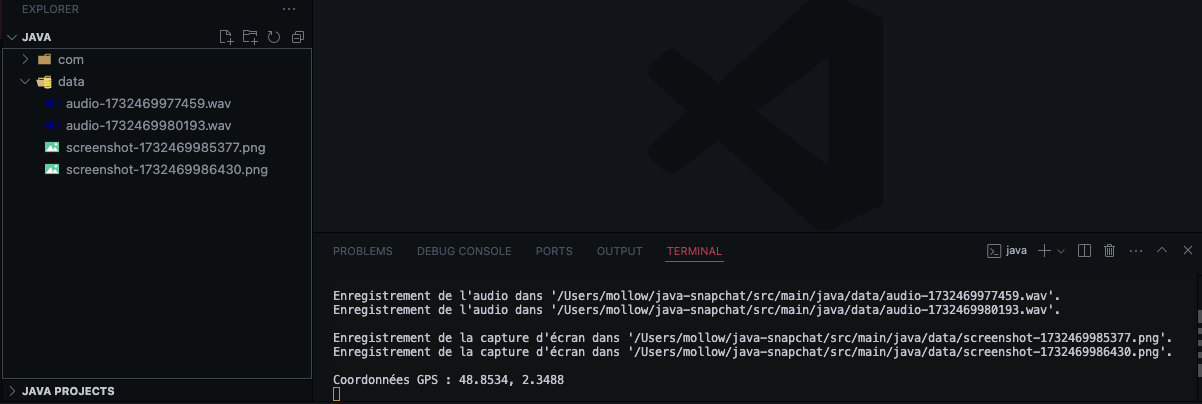 EXPLORER
JAVA
com
data
audio-1732469977459.wav
audio-1732469980193.wav
screenshot-1732469985377.png
screenshot-1732469986430.png
JAVA PROJECTS
PROBLEMS DEBUG CONSOLE PORTS OUTPUT TERMINAL java
Enregistrement de l'audio dans '/Users/mollow/java-snapchat/src/main/java/data/audio-1732469977459.wav'.
Enregistrement de l'audio dans '/Users/mollow/java-snapchat/src/main/java/data/audio-1732469980193.wav'.
Enregistrement de la capture d'écran dans '/Users/mollow/java-snapchat/src/main/java/data/screenshot-1732469985377.png'.
Enregistrement de la capture d'écran dans '/Users/mollow/java-snapchat/src/main/java/data/screenshot-1732469986430.png'.
Coordonnées GPS : 48.8534, 2.3488